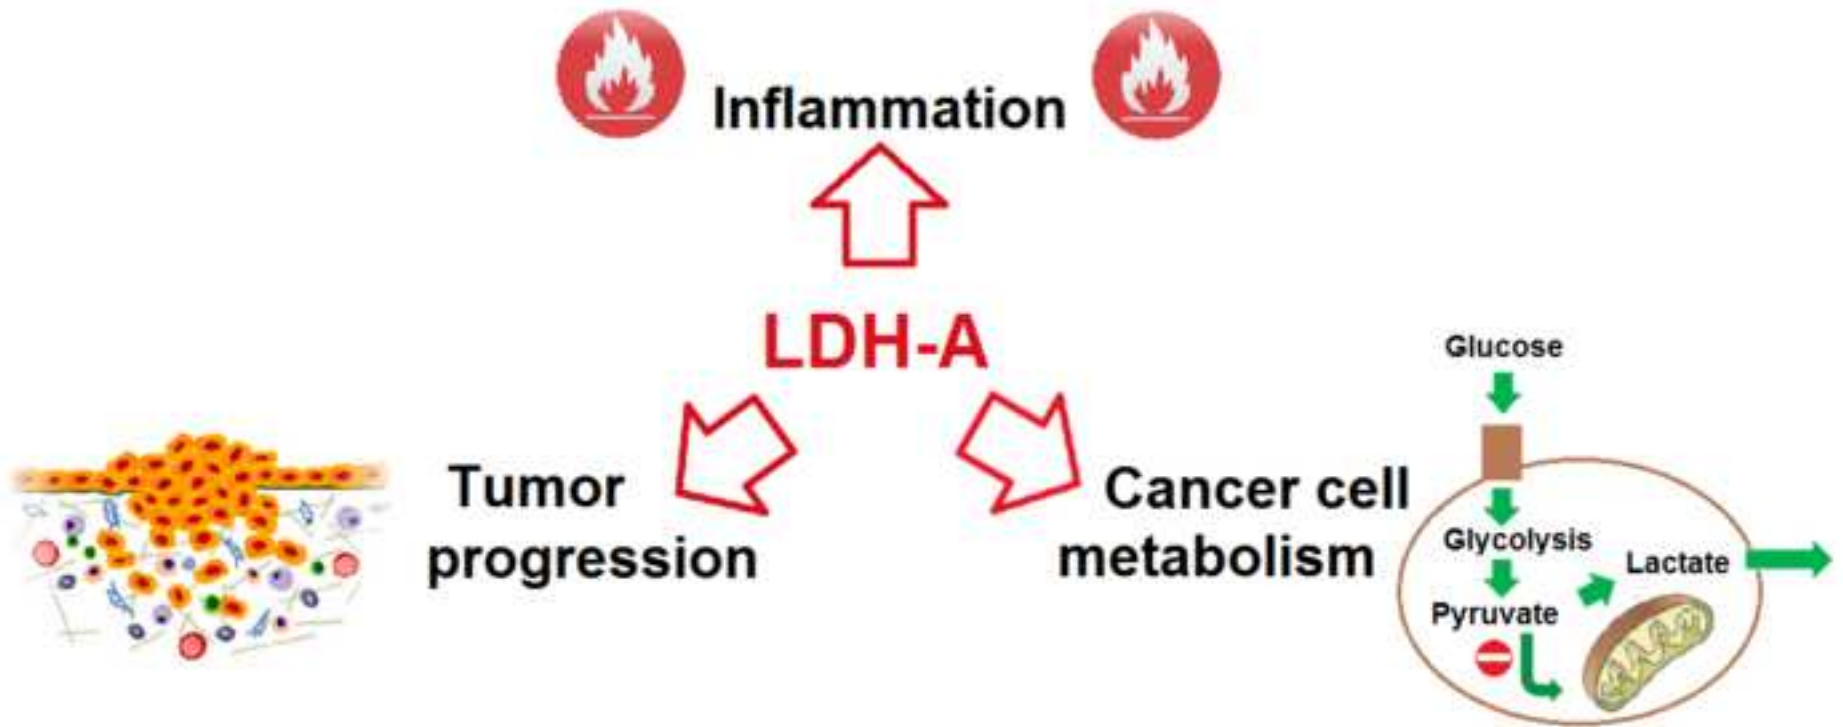 Inflammation
LDH-A
Tumor
progression
Cancer cell
metabolism
Glucose
Glycolysis
Lactate
Pyruvate